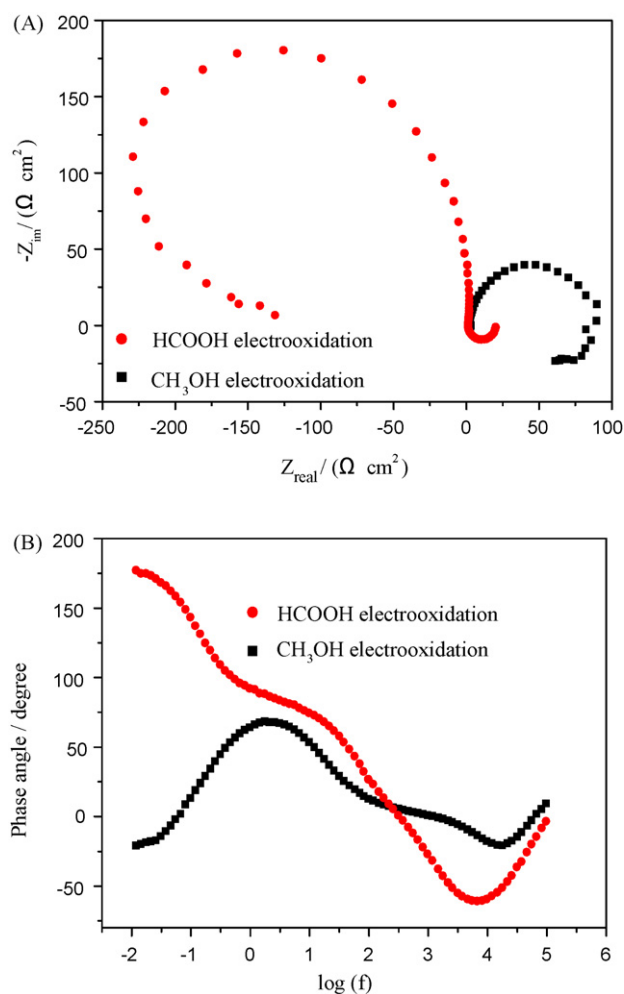 (A)
200
150
100
50
0
-50
-Z_im / (Ω cm²)
HCOOH electrooxidation
CH₃OH electrooxidation
-250 -200 -150 -100 -50 0 50 100
Z_real / (Ω cm²)
(B)
200
150
100
50
0
-50
Phase angle / degree
HCOOH electrooxidation
CH₃OH electrooxidation
-2 -1 0 1 2 3 4 5 6
log (f)